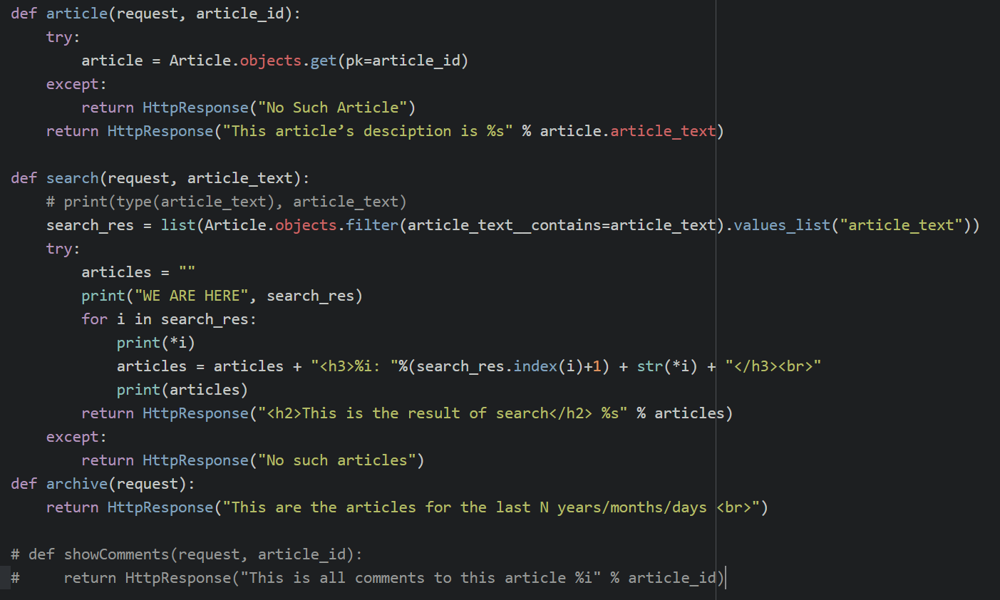 def article(request, article_id):
    try:
        article = Article.objects.get(pk=article_id)
    except:
        return HttpResponse("No Such Article")
    return HttpResponse("This article’s desciption is %s" % article.article_text)

def search(request, article_text):
    # print(type(article_text), article_text)
    search_res = list(Article.objects.filter(article_text__contains=article_text).values_list("article_text"))
    try:
        articles = ""
        print("WE ARE HERE", search_res)
        for i in search_res:
            print(*i)
            articles = articles + "<h3>%i: "%(search_res.index(i)+1) + str(*i) + "</h3><br>"
            print(articles)
        return HttpResponse("<h2>This is the result of search</h2> %s" % articles)
    except:
        return HttpResponse("No such articles")
def archive(request):
    return HttpResponse("This are the articles for the last N years/months/days <br>")

# def showComments(request, article_id):
#     return HttpResponse("This is all comments to this article %i" % article_id)